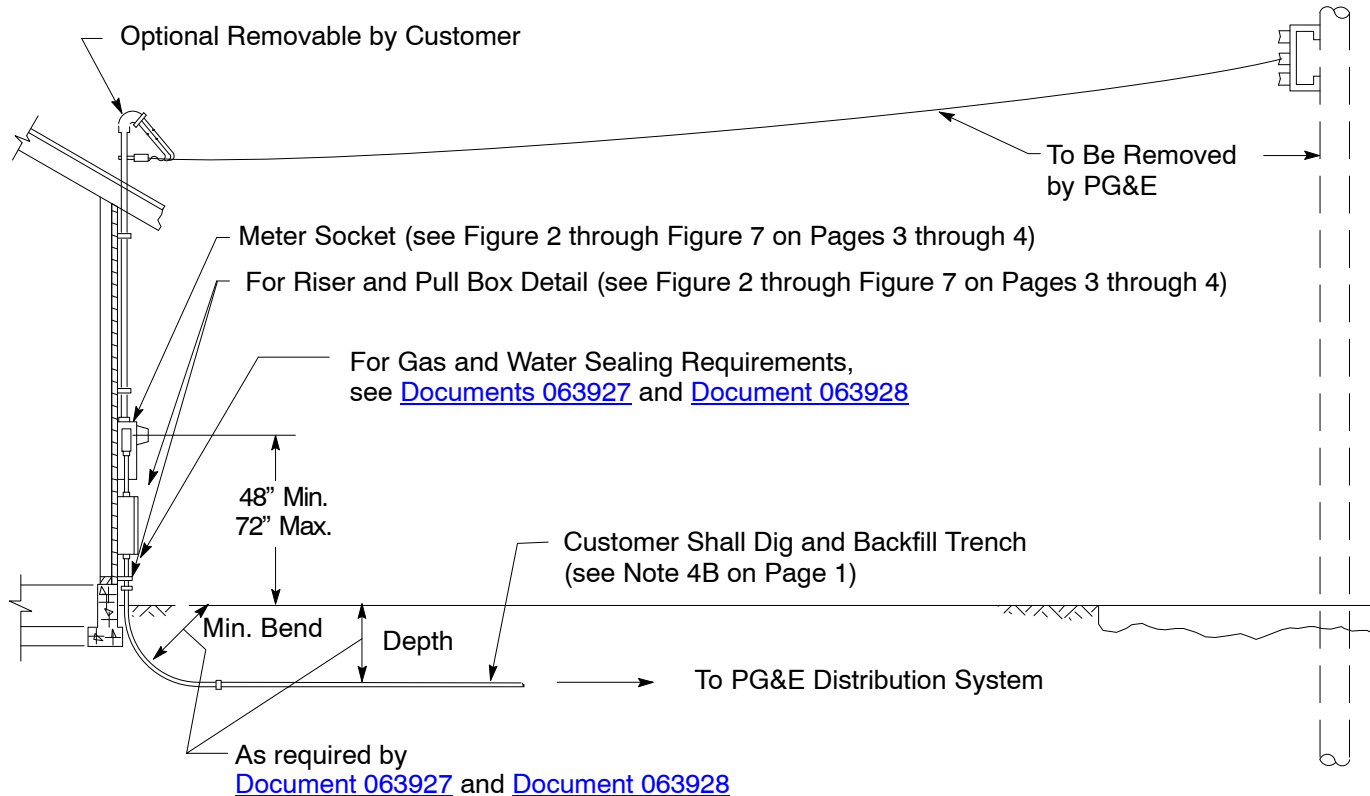 Optional Removable by Customer
To Be Removed
by PG&E
Meter Socket (see Figure 2 through Figure 7 on Pages 3 through 4)
For Riser and Pull Box Detail (see Figure 2 through Figure 7 on Pages 3 through 4)
For Gas and Water Sealing Requirements,
see Documents 063927 and Document 063928
48” Min.
72” Max.
Customer Shall Dig and Backfill Trench
(see Note 4B on Page 1)
Min. Bend
Depth
To PG&E Distribution System
As required by
Document 063927 and Document 063928